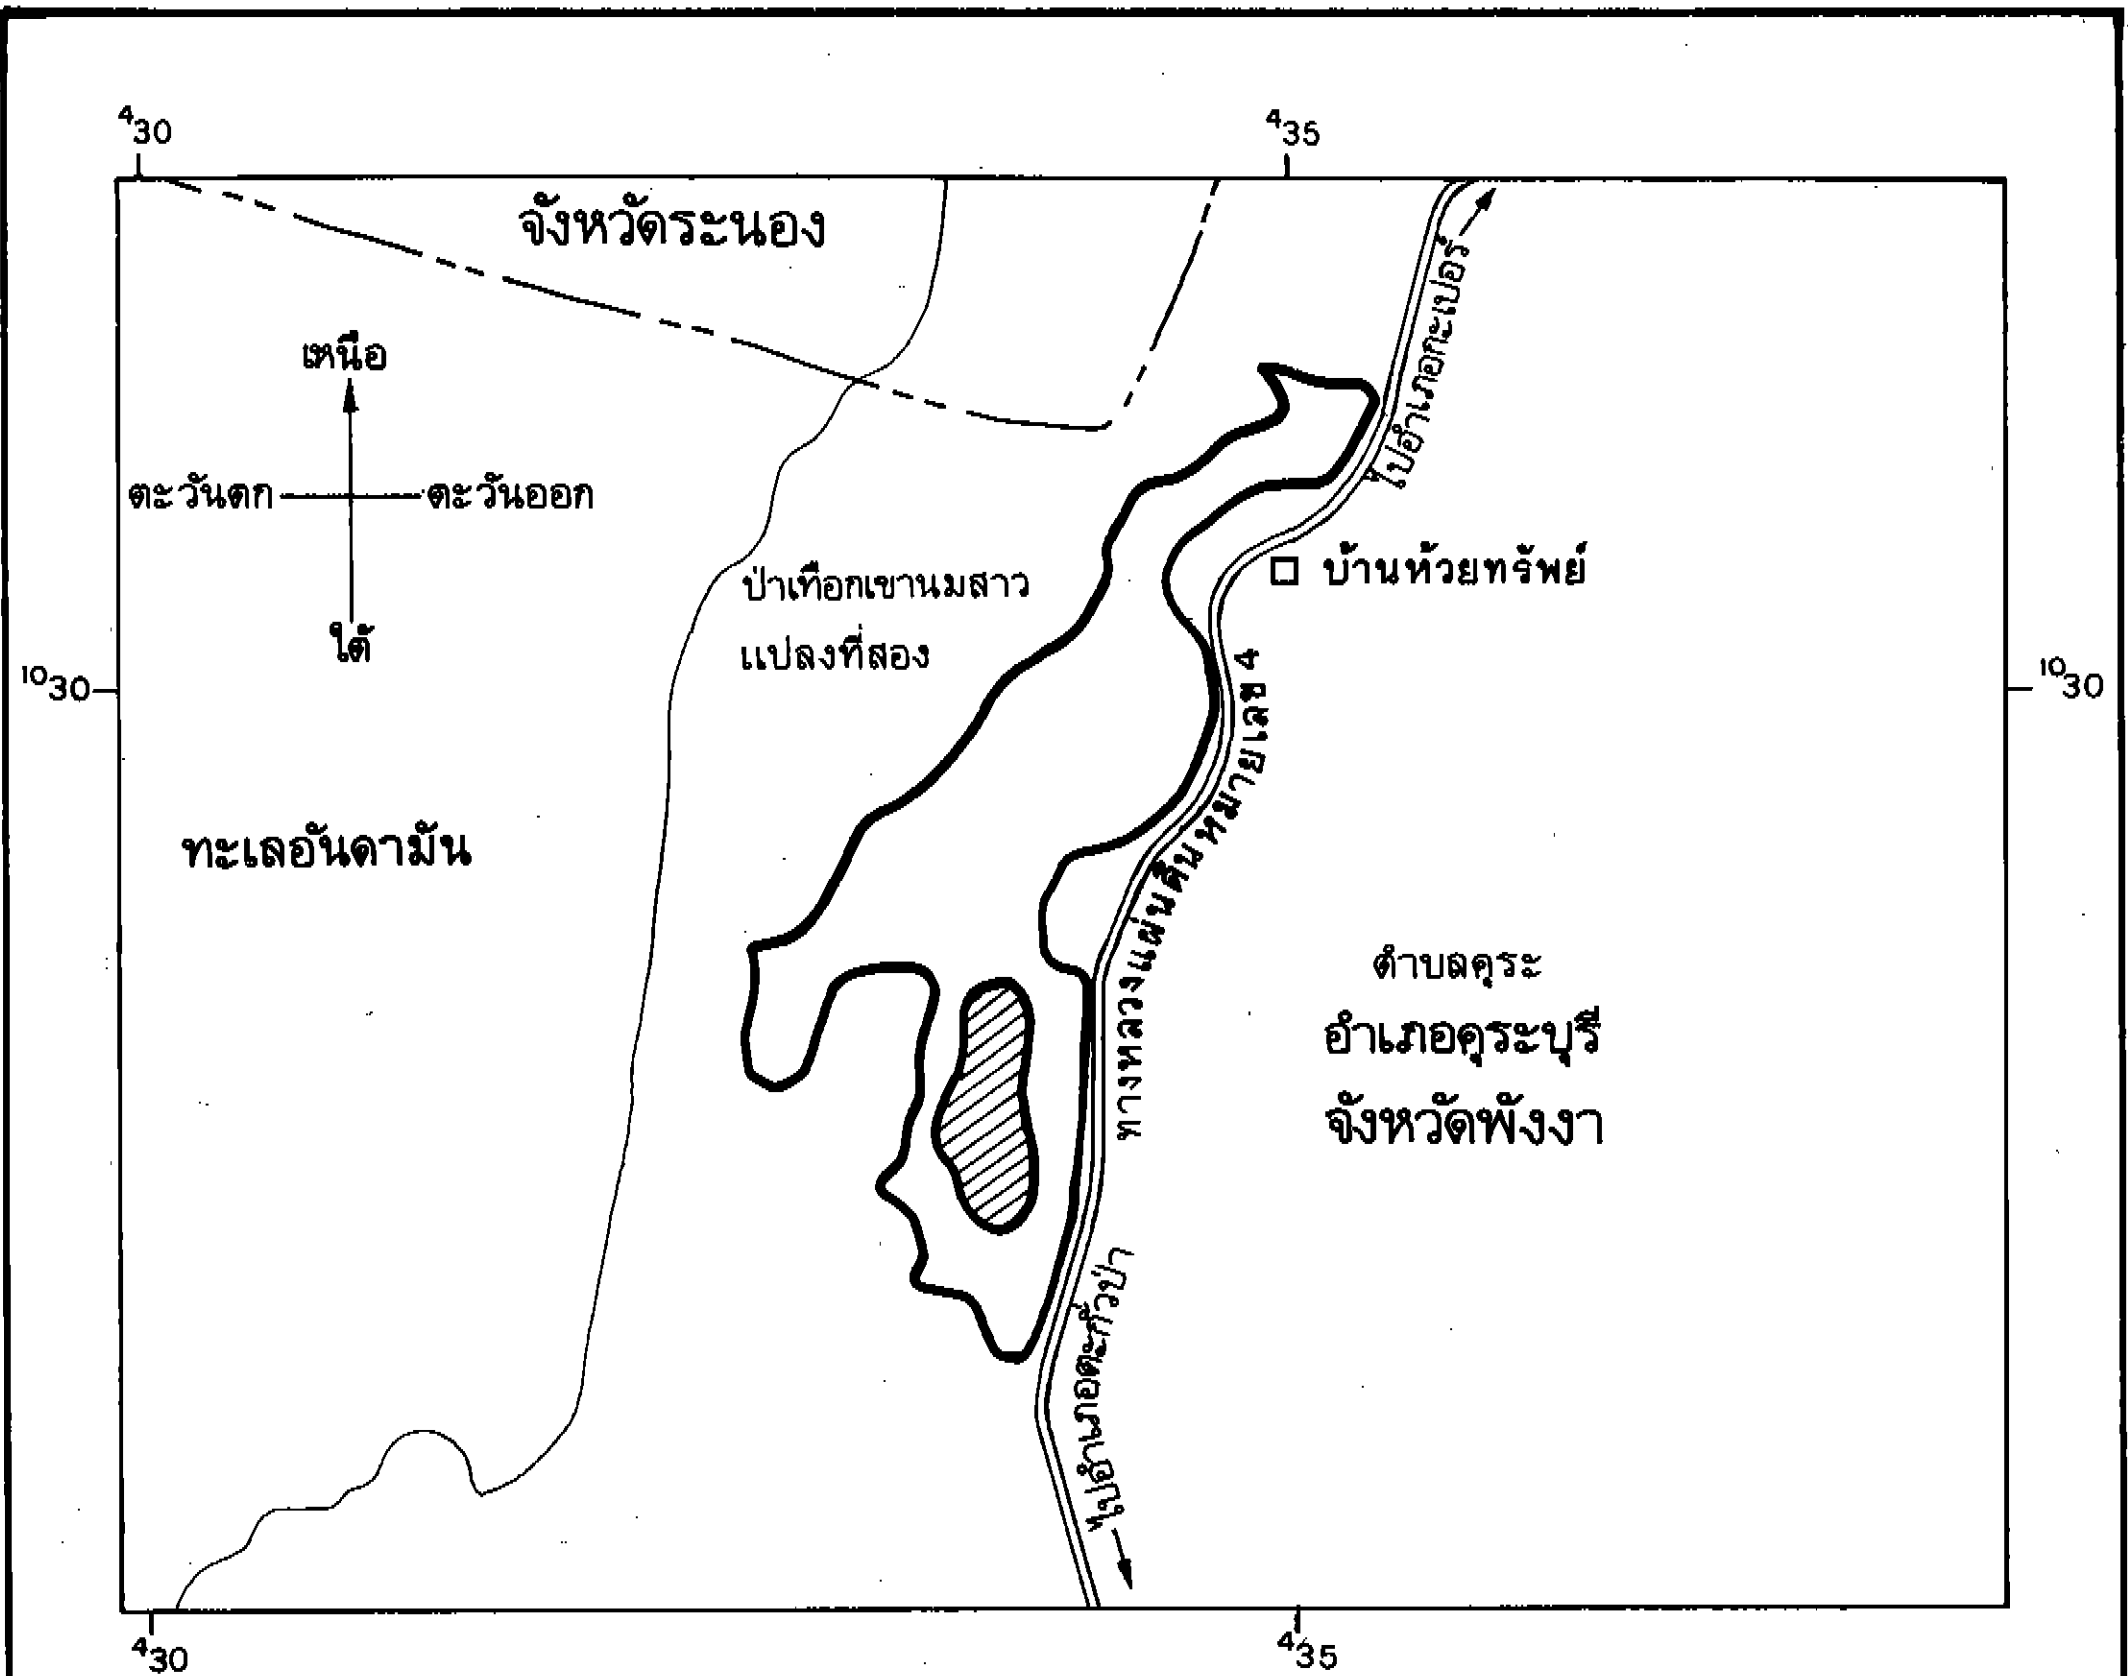 430
435
จังหวัดระนอง
ไปอำเภอกะเปอร์
เหนือ
ตะวันตก
ตะวันออก
ใต้
บ้านห้วยทรัพย์
ป่าเทือกเขานมสาว
แปลงที่สอง
1030
1030
ทางหลวงแผ่นดินหมายเลข 4
ทะเลอันดามัน
ตำบลคุระ
อำเภอคุระบุรี
จังหวัดพังงา
ไปอำเภอตะกั่วป่า
430
435